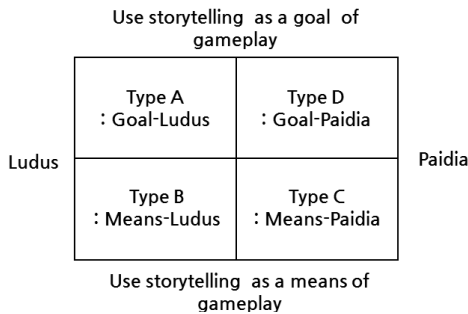 Use storytelling as a goal of
gameplay
Type A
: Goal-Ludus
Type D
: Goal-Paidia
Ludus
Paidia
Type B
: Means-Ludus
Type C
: Means-Paidia
Use storytelling as a means of
gameplay